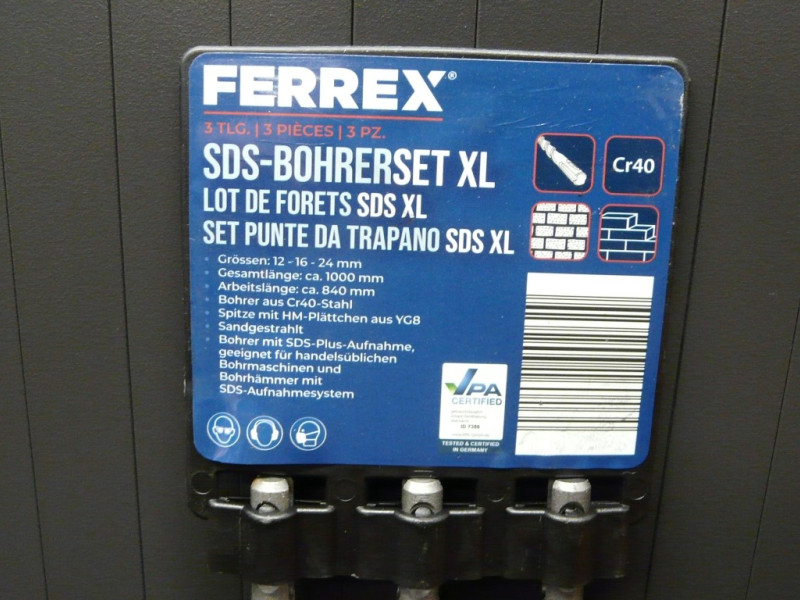 FERREX®
3 TLG. | 3 PIÈCES | 3 PZ.
SDS-BOHRERSET XL
LOT DE FORETS SDS XL
SET PUNTE DA TRAPANO SDS XL
Cr40
• Grössen: 12 - 16 - 24 mm
• Gesamtlänge: ca. 1000 mm
• Arbeitslänge: ca. 840 mm
• Bohrer aus Cr40-Stahl
• Spitze mit HM-Plättchen aus YG8
• Sandgestrahlt
• Bohrer mit SDS-Plus-Aufnahme,
geeignet für handelsüblichen
Bohrmaschinen und
Bohrhämmer mit
SDS-Aufnahmesystem
VPA
CERTIFIED
TESTED & CERTIFIED
IN GERMANY